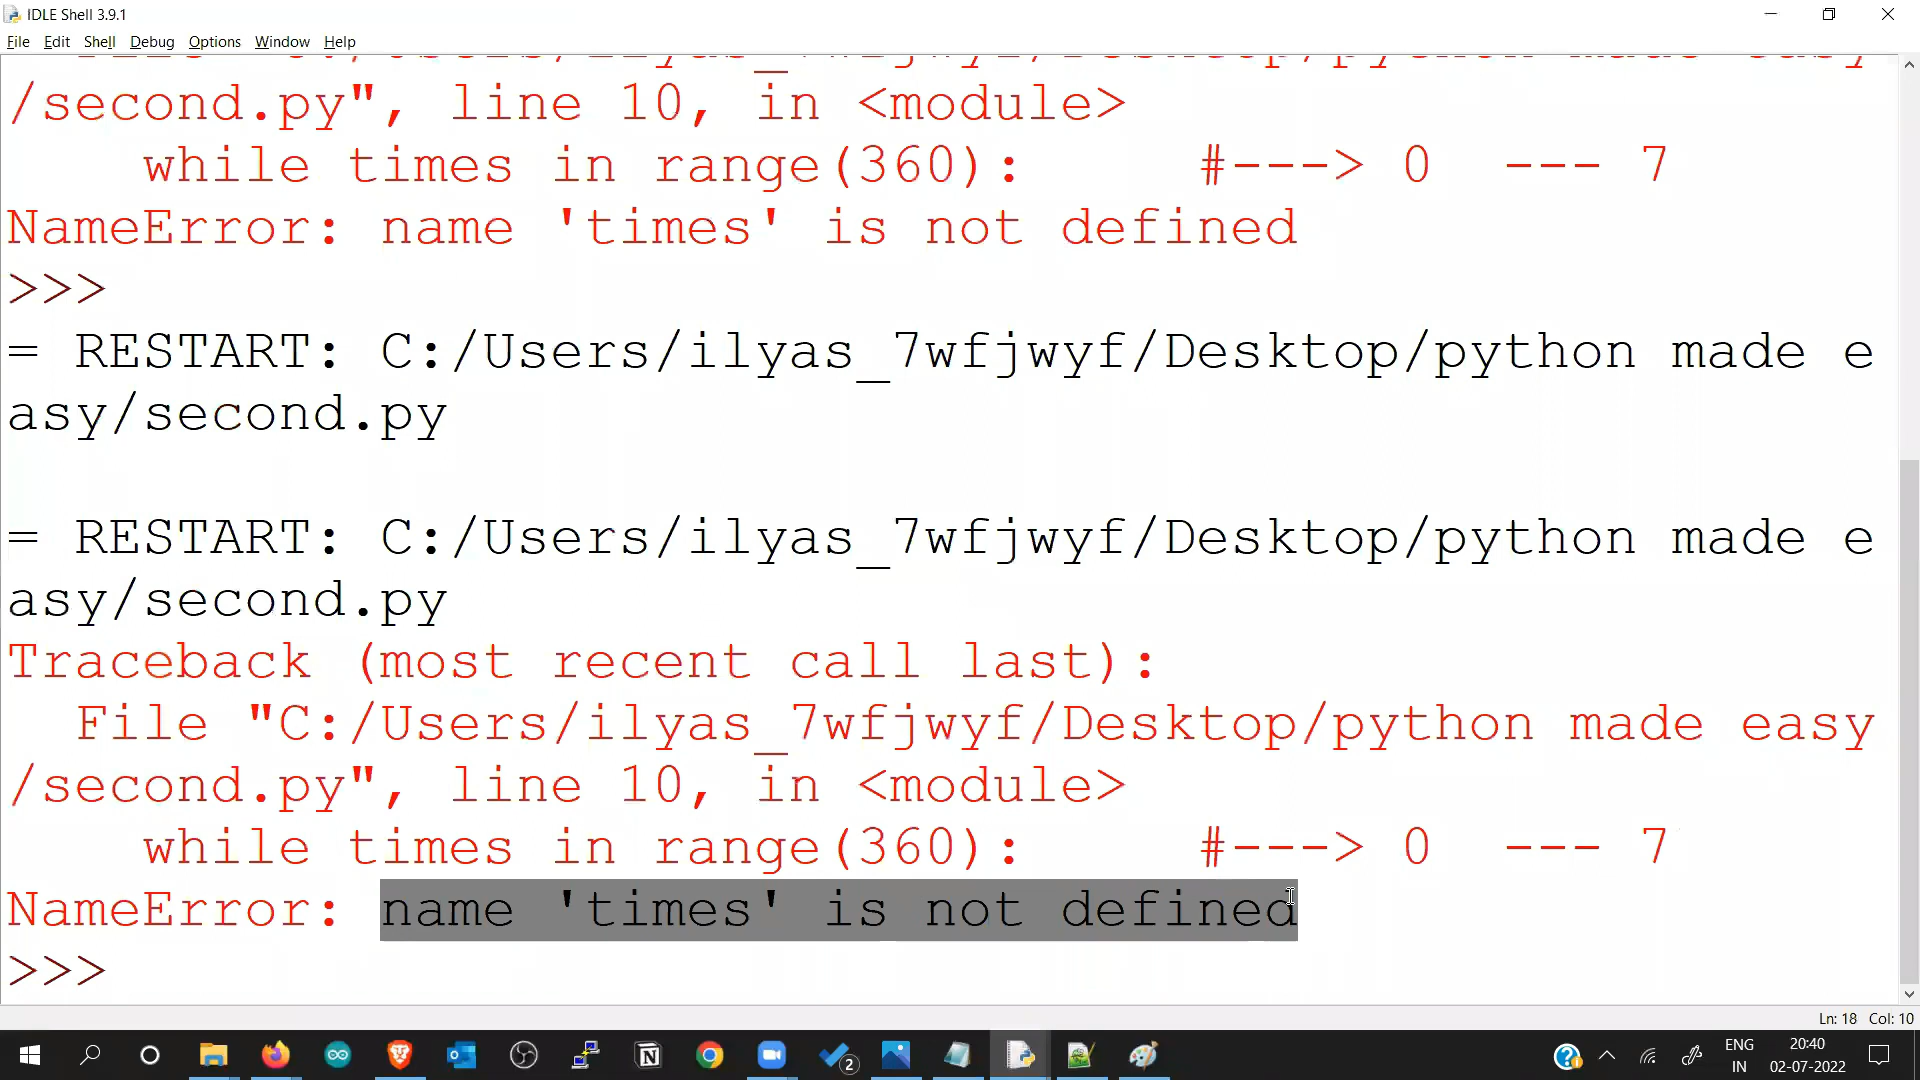 IDLE Shell 3.9.1
File Edit Shell Debug Options Window Help
/second.py", line 10, in <module>
    while times in range(360):     #---> 0  --- 7
NameError: name 'times' is not defined
>>>
= RESTART: C:/Users/ilyas_7wfjwyf/Desktop/python made e
asy/second.py
= RESTART: C:/Users/ilyas_7wfjwyf/Desktop/python made e
asy/second.py
Traceback (most recent call last):
  File "C:/Users/ilyas_7wfjwyf/Desktop/python made easy
/second.py", line 10, in <module>
    while times in range(360):     #---> 0  --- 7
NameError: name 'times' is not defined
>>>
Ln: 18 Col: 10
2
ENG
IN
20:40
02-07-2022